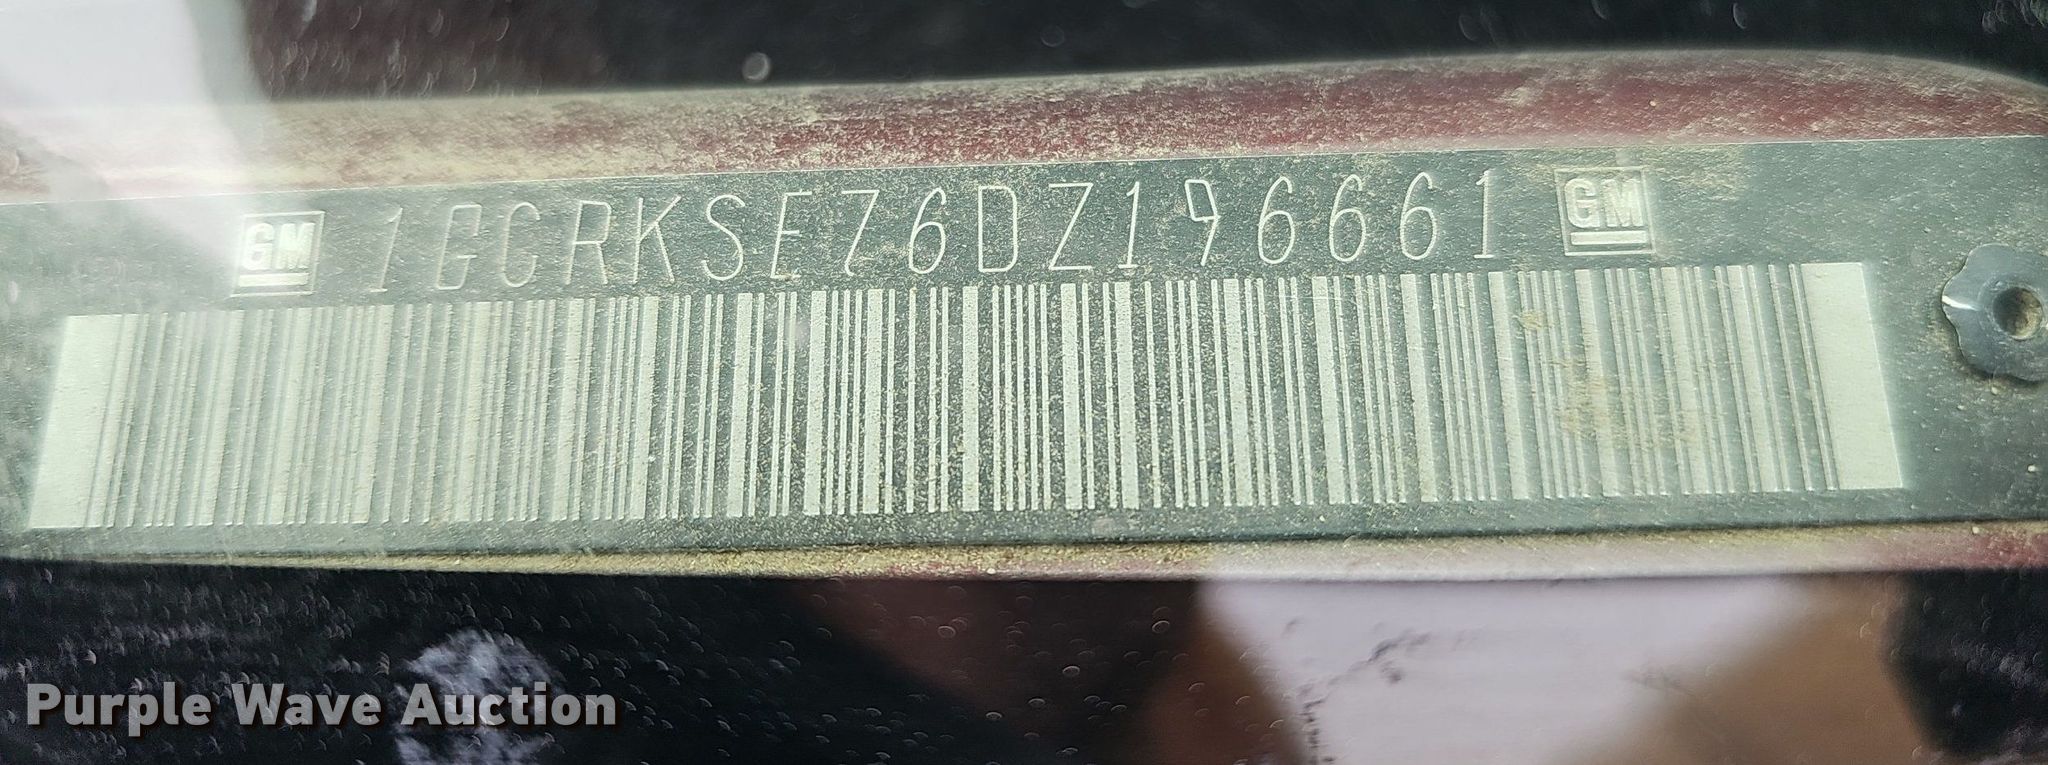 GM 1GCRKSE76DZ196661 GM
Purple Wave Auction